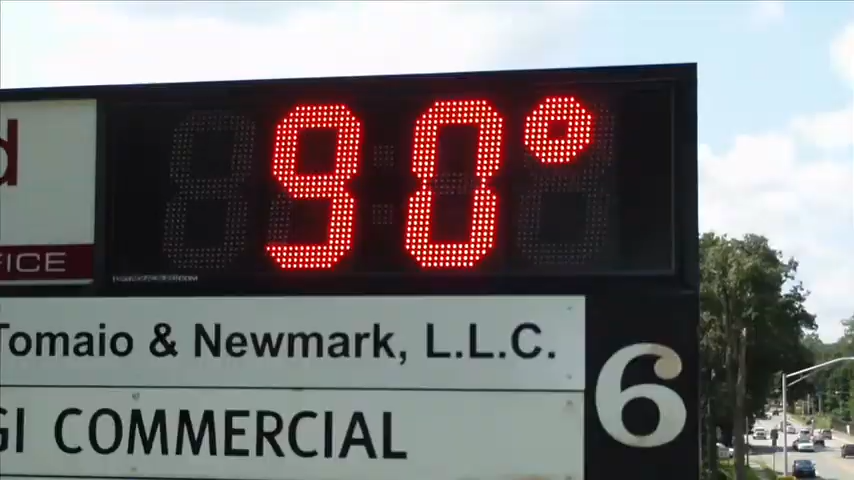 90°
d
FICE
Tomaio & Newmark, L.L.C.
6
GI COMMERCIAL